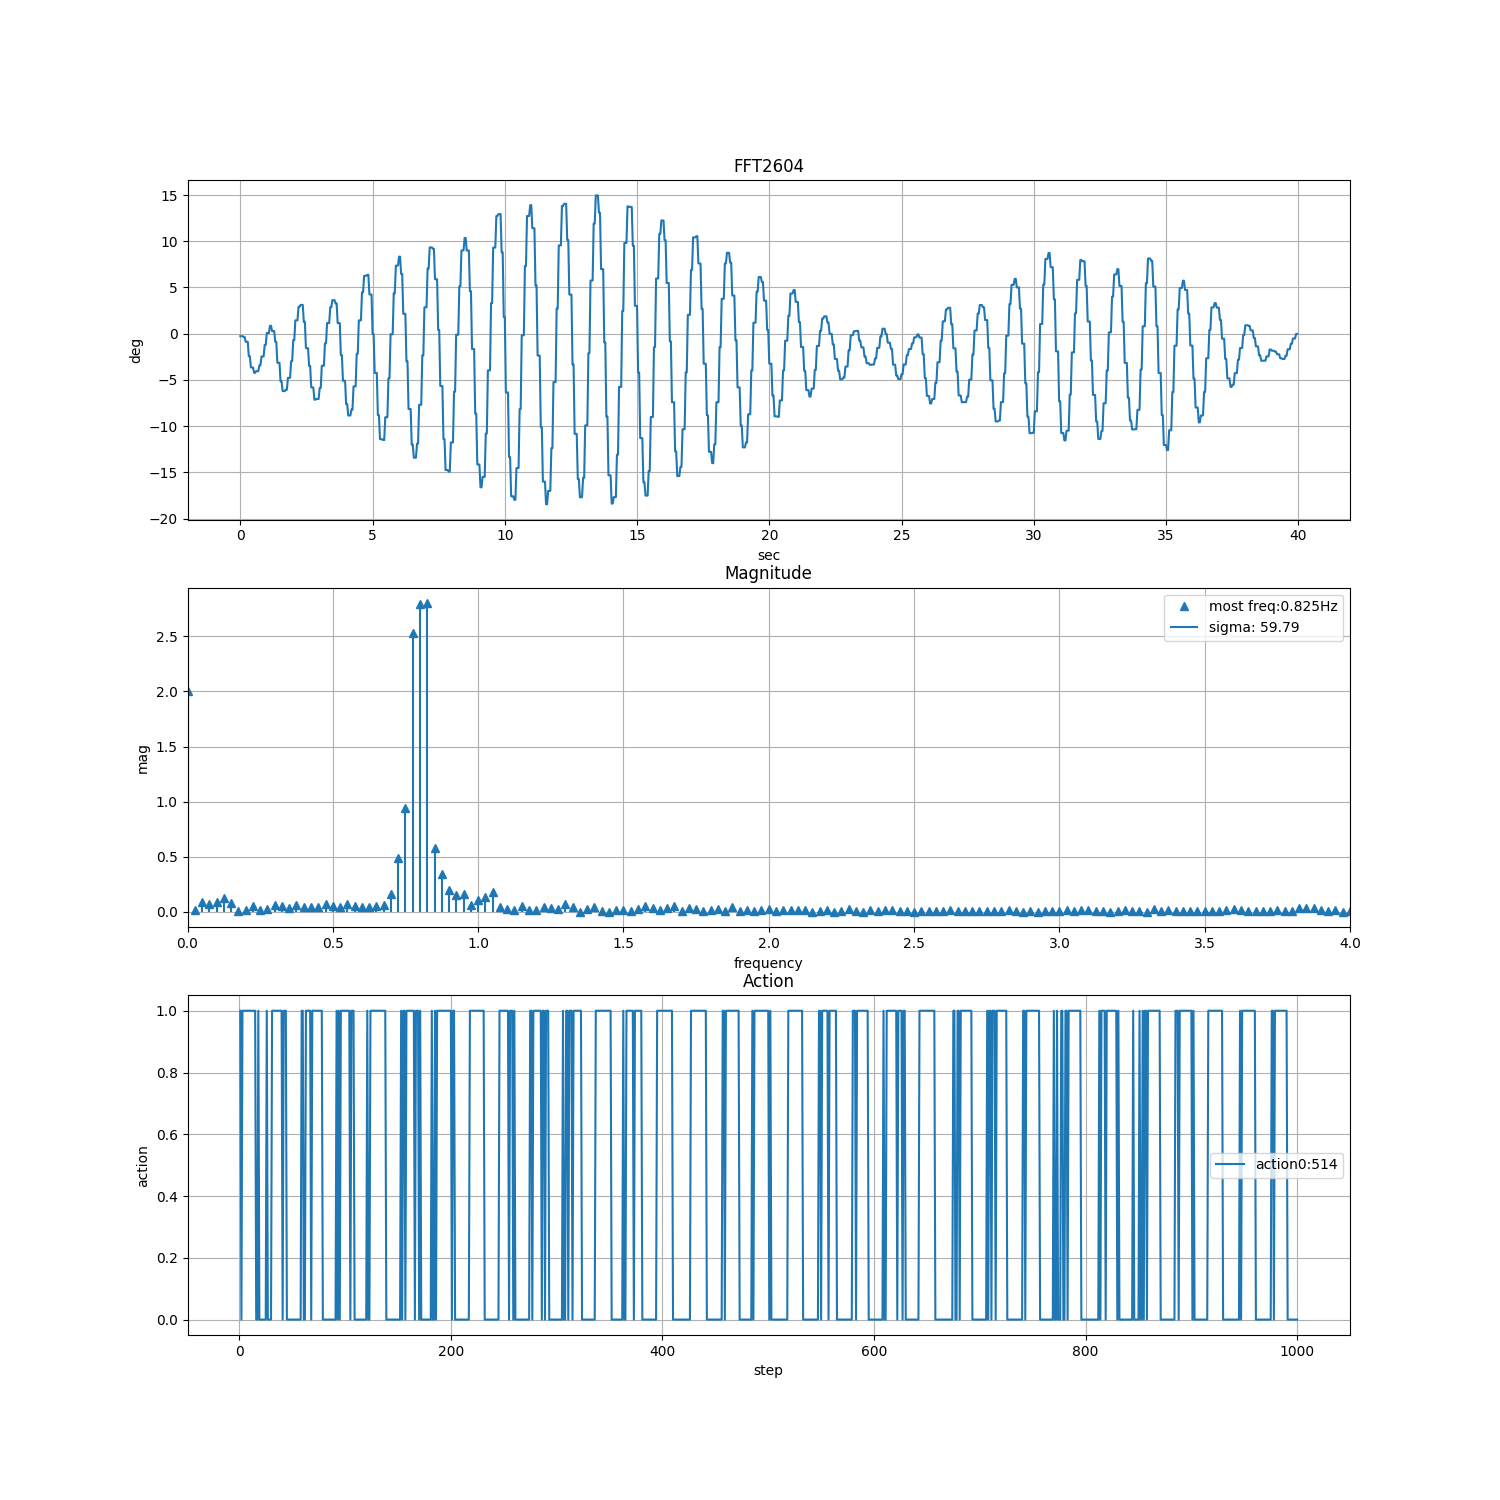 FFT2604
15
10
5
0
−5
−10
−15
−20
deg
0 5 10 15 20 25 30 35 40
sec
Magnitude
most freq:0.825Hz
sigma: 59.79
2.5
2.0
1.5
1.0
0.5
0.0
mag
0.0 0.5 1.0 1.5 2.0 2.5 3.0 3.5 4.0
frequency
Action
1.0
0.8
0.6
0.4
0.2
0.0
action
action0:514
0 200 400 600 800 1000
step